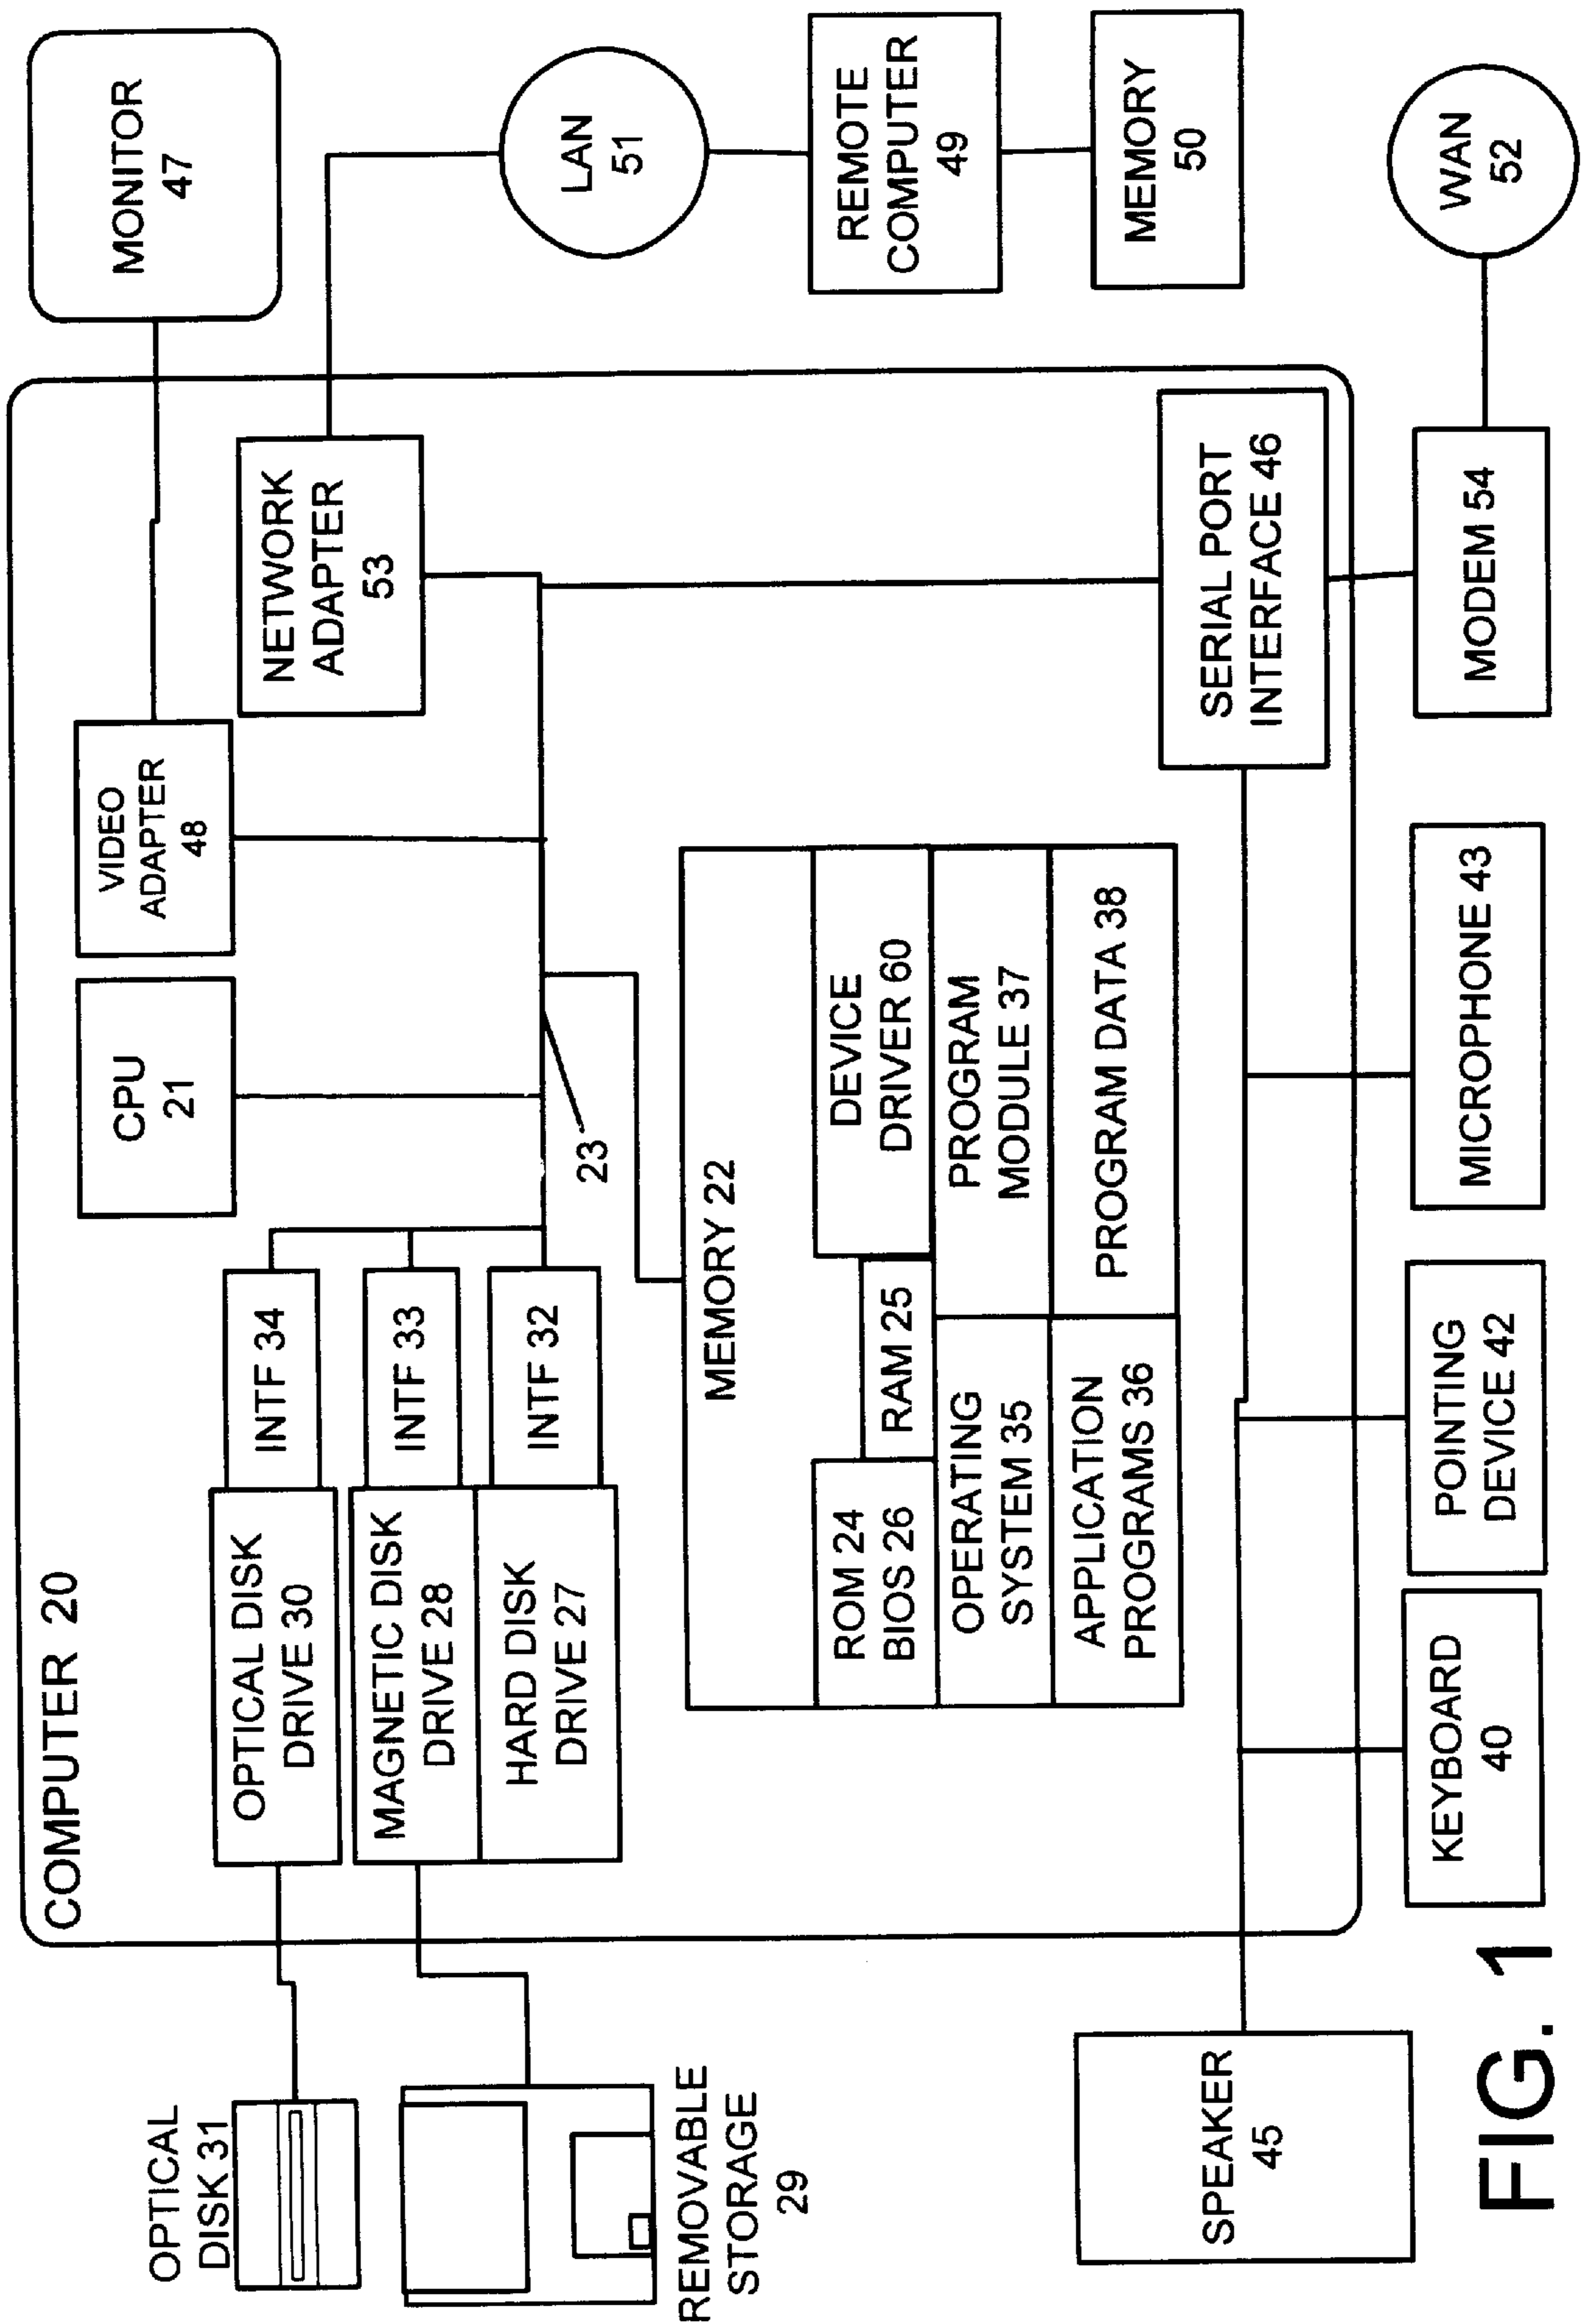 COMPUTER 20
OPTICAL
DISK 31
OPTICAL DISK
DRIVE 30
INTF 34
CPU
21
VIDEO
ADAPTER
48
MONITOR
47
NETWORK
ADAPTER
53
REMOVABLE
STORAGE
29
MAGNETIC DISK
DRIVE 28
INTF 33
HARD DISK
DRIVE 27
INTF 32
23
LAN
51
MEMORY 22
ROM 24
BIOS 26
RAM 25
DEVICE
DRIVER 60
OPERATING
SYSTEM 35
PROGRAM
MODULE 37
APPLICATION
PROGRAMS 36
PROGRAM DATA 38
REMOTE
COMPUTER
49
MEMORY
50
SERIAL PORT
INTERFACE 46
SPEAKER
45
KEYBOARD
40
POINTING
DEVICE 42
MICROPHONE 43
MODEM 54
WAN
52
FIG. 1